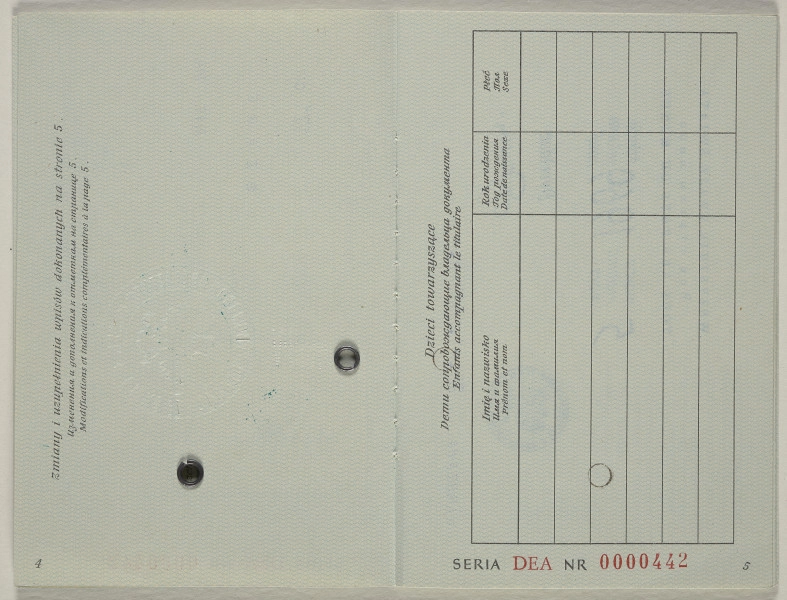 Zmiany i uzupełnienia wpisów dokonanych na stronie 5.
Изменения и дополнения к отметкам на странице 5.
Modifications et indications complémentaires à la page 5.
4
Dzieci towarzyszące
Дети сопровождающие владельца документа
Enfants accompagnant le titulaire
Imię i nazwisko
Имя и фамилия
Prénom et nom
Rok urodzenia
Год рождения
Date de naissance
Płeć
Пол
Sexe
SERIA DEA NR 0000442
5